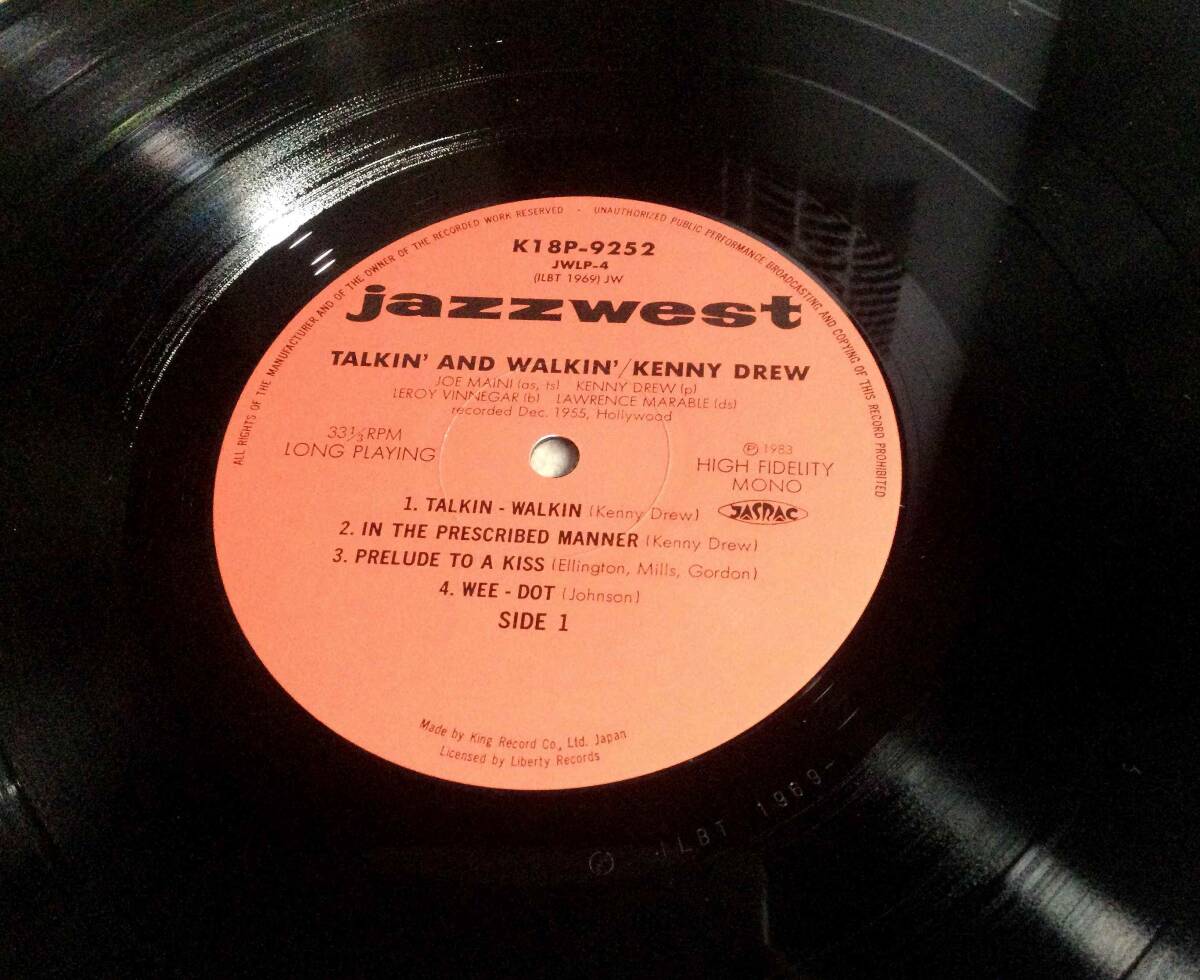 ALL RIGHTS OF THE MANUFACTURER AND OF THE OWNER OF THE RECORDED WORK RESERVED - UNAUTHORIZED PUBLIC PERFORMANCE BROADCASTING AND COPYING OF THIS RECORD PROHIBITED
K18P-9252
JWLP-4
(ILBT 1969) JW
jazzwest
TALKIN' AND WALKIN'/KENNY DREW
JOE MAINI (as, ts) KENNY DREW (p)
LEROY VINNEGAR (b) LAWRENCE MARABLE (ds)
recorded Dec. 1955, Hollywood
33⅓ RPM
LONG PLAYING
℗ 1983
HIGH FIDELITY
MONO
JASRAC
1. TALKIN - WALKIN (Kenny Drew)
2. IN THE PRESCRIBED MANNER (Kenny Drew)
3. PRELUDE TO A KISS (Ellington, Mills, Gordon)
4. WEE - DOT (Johnson)
SIDE 1
Made by King Record Co., Ltd. Japan
Licensed by Liberty Records
ILBT 1969-